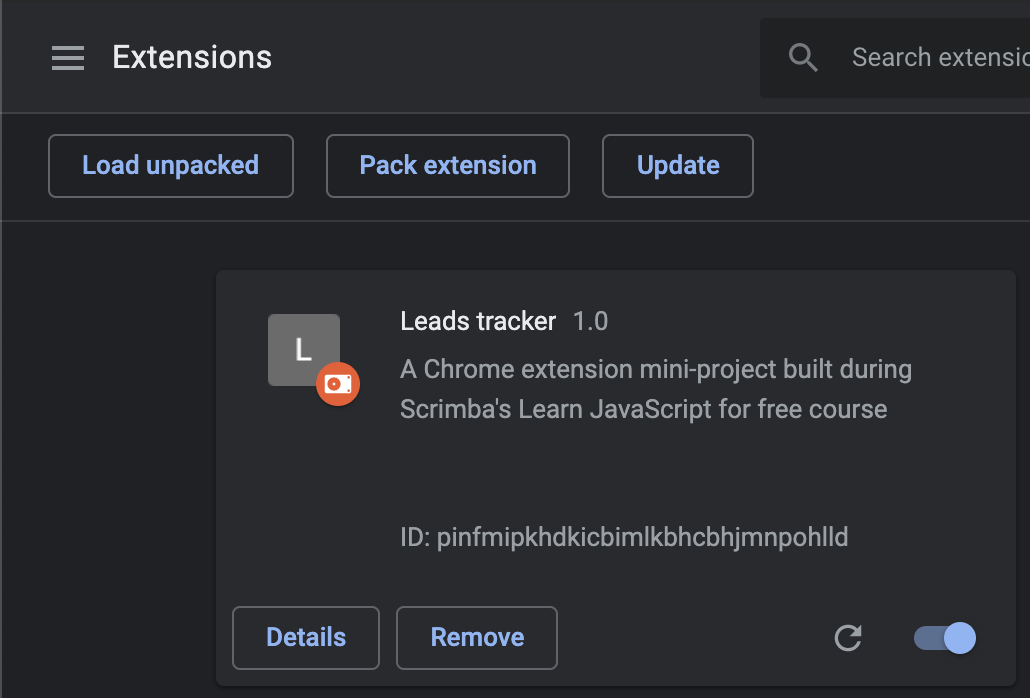 Extensions
Search extensio
Load unpacked
Pack extension
Update
L
Leads tracker 1.0
A Chrome extension mini-project built during
Scrimba's Learn JavaScript for free course
ID: pinfmipkhdkicbimlkbhcbhjmnpohlld
Details
Remove